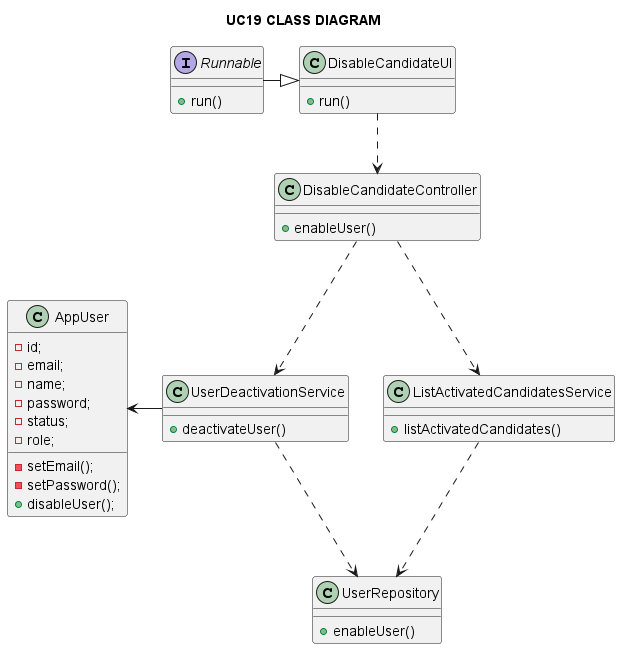 UC19 CLASS DIAGRAM
I Runnable
run()
C DisableCandidateUI
run()
C DisableCandidateController
enableUser()
C AppUser
id;
email;
name;
password;
status;
role;
setEmail();
setPassword();
disableUser();
C UserDeactivationService
deactivateUser()
C ListActivatedCandidatesService
listActivatedCandidates()
C UserRepository
enableUser()